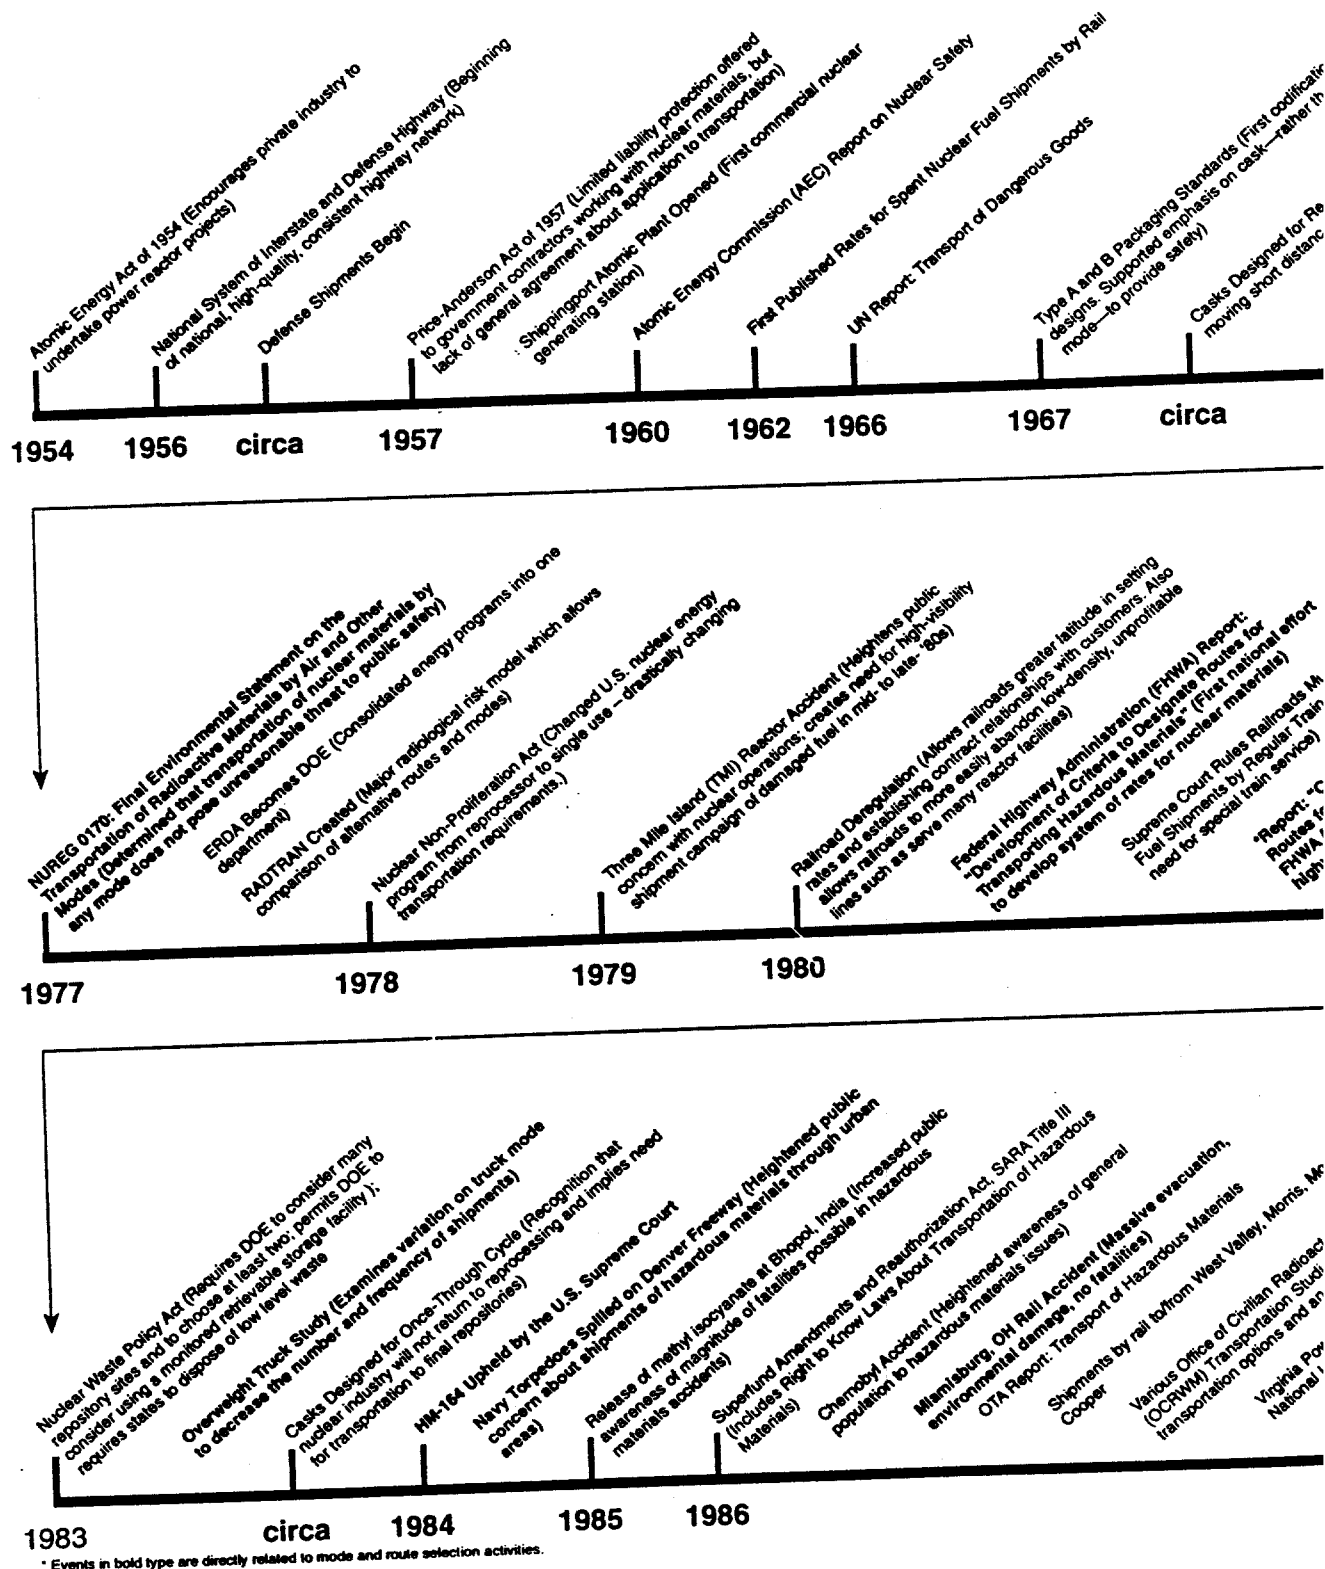 Atomic Energy Act of 1954 (Encourages private industry to
undertake power reactor projects)
National System of Interstate and Defense Highway (Beginning
of national, high-quality, consistent highway network)
Defense Shipments Begin
Price-Anderson Act of 1957 (Limited liability protection offered
to government contractors working with nuclear materials, but
lack of general agreement about application to transportation)
Shippingport Atomic Plant Opened (First commercial nuclear
generating station)
Atomic Energy Commission (AEC) Report on Nuclear Safety
First Published Rates for Spent Nuclear Fuel Shipments by Rail
UN Report: Transport of Dangerous Goods
Type A and B Packaging Standards (First codificatio
designs. Supported emphasis on cask—rather th
mode—to provide safety)
Casks Designed for Re
moving short distanc
1954 1956 circa 1957 1960 1962 1966 1967 circa
NUREG 0170: Final Environmental Statement on the
Transportation of Radioactive Materials by Air and Other
Modes (Determined that transportation of nuclear materials by
any mode does not pose unreasonable threat to public safety)
ERDA Becomes DOE (Consolidated energy programs into one
department)
RADTRAN Created (Major radiological risk model which allows
comparison of alternative routes and modes)
Nuclear Non-Proliferation Act (Changed U.S. nuclear energy
program from reprocessor to single use – drastically changing
transportation requirements.)
Three Mile Island (TMI) Reactor Accident (Heightens public
concern with nuclear operations; creates need for high-visibility
shipment campaign of damaged fuel in mid- to late- '80s)
Railroad Deregulation (Allows railroads greater latitude in setting
rates and establishing contract relationships with customers. Also
allows railroads to more easily abandon low-density, unprofitable
lines such as serve many reactor facilities)
Federal Highway Administration (FHWA) Report:
"Development of Criteria to Designate Routes for
Transporting Hazardous Materials" (First national effort
to develop system of rates for nuclear materials)
Supreme Court Rules Railroads M
Fuel Shipments by Regular Train
need for special train service)
*Report: "C
Routes fo
FHWA
high
1977 1978 1979 1980
Nuclear Waste Policy Act (Requires DOE to consider many
repository sites and to choose at least two; permits DOE to
consider using a monitored retrievable storage facility );
requires states to dispose of low level waste
Overweight Truck Study (Examines variation on truck mode
to decrease the number and frequency of shipments)
Casks Designed for Once-Through Cycle (Recognition that
nuclear industry will not return to reprocessing and implies need
for transportation to final repositories)
HM-164 Upheld by the U.S. Supreme Court
Navy Torpedoes Spilled on Denver Freeway (Heightened public
concern about shipments of hazardous materials through urban
areas)
Release of methyl isocyanate at Bhopol, India (Increased public
awareness of magnitude of fatalities possible in hazardous
materials accidents)
Superfund Amendments and Reauthorization Act, SARA Title III
(Includes Right to Know Laws About Transportation of Hazardous
Materials)
Chernobyl Accident (Heightened awareness of general
population to hazardous materials issues)
Miamisburg, OH Rail Accident (Massive evacuation,
environmental damage, no fatalities)
OTA Report: Transport of Hazardous Materials
Shipments by rail to/from West Valley, Morris, Mo
Cooper
Various Office of Civilian Radioact
(OCRWM) Transportation Studi
transportation options and an
Virginia Pow
National
1983 circa 1984 1985 1986
* Events in bold type are directly related to mode and route selection activities.